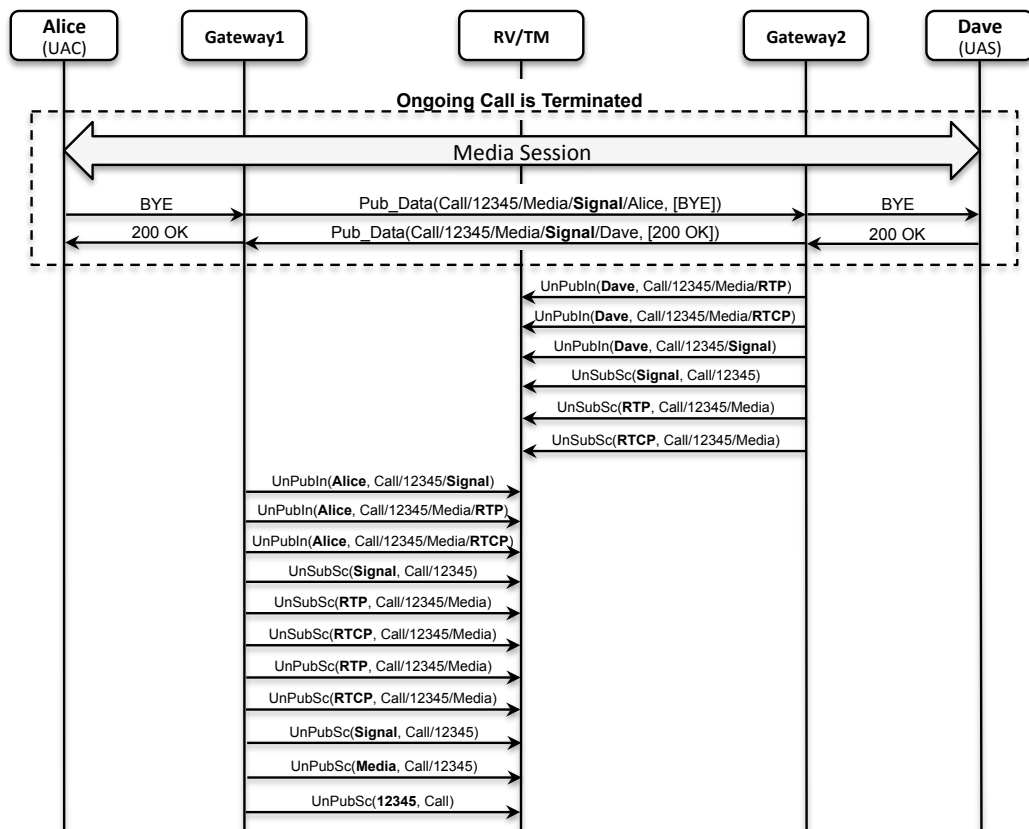 Alice
(UAC)
Gateway1
RV/TM
Gateway2
Dave
(UAS)
Ongoing Call is Terminated
Media Session
BYE
Pub_Data(Call/12345/Media/Signal/Alice, [BYE])
BYE
200 OK
Pub_Data(Call/12345/Media/Signal/Dave, [200 OK])
200 OK
UnPubIn(Dave, Call/12345/Media/RTP)
UnPubIn(Dave, Call/12345/Media/RTCP)
UnPubIn(Dave, Call/12345/Signal)
UnSubSc(Signal, Call/12345)
UnSubSc(RTP, Call/12345/Media)
UnSubSc(RTCP, Call/12345/Media)
UnPubIn(Alice, Call/12345/Signal)
UnPubIn(Alice, Call/12345/Media/RTP)
UnPubIn(Alice, Call/12345/Media/RTCP)
UnSubSc(Signal, Call/12345)
UnSubSc(RTP, Call/12345/Media)
UnSubSc(RTCP, Call/12345/Media)
UnPubSc(RTP, Call/12345/Media)
UnPubSc(RTCP, Call/12345/Media)
UnPubSc(Signal, Call/12345)
UnPubSc(Media, Call/12345)
UnPubSc(12345, Call)